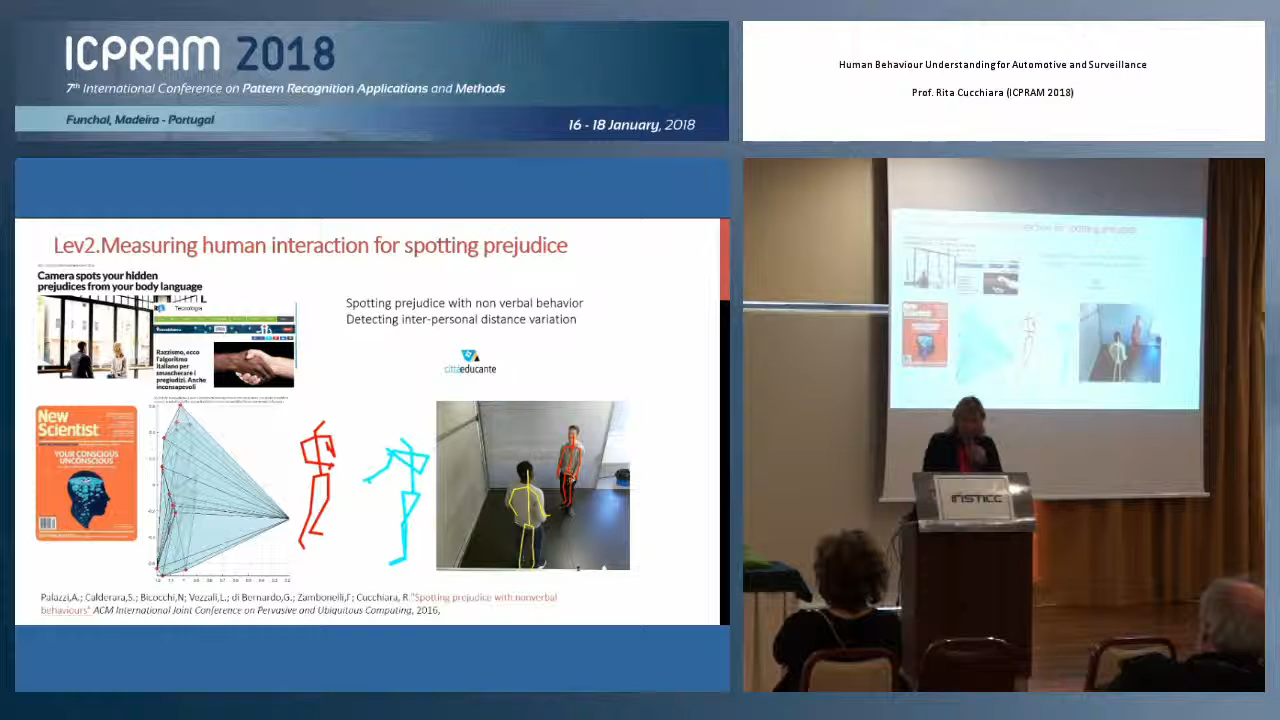 ICPRAM 2018
7th International Conference on Pattern Recognition Applications and Methods
Funchal, Madeira - Portugal
16 - 18 January, 2018
Human Behaviour Understanding for Automotive and Surveillance
Prof. Rita Cucchiara (ICPRAM 2018)
Lev2.Measuring human interaction for spotting prejudice
Camera spots your hidden
prejudices from your body language
Tecnologia
Razzismo, ecco
l'algoritmo
italiano per
smascherare i
pregiudizi. Anche
inconsapevoli
Spotting prejudice with non verbal behavior
Detecting inter-personal distance variation
cittàeducante
New
Scientist
YOUR CONSCIOUS
UNCONSCIOUS
Palazzi,A.; Calderara,S.; Bicocchi,N; Vezzali,L.; di Bernardo,G.; Zambonelli,F; Cucchiara, R."Spotting prejudice with nonverbal
behaviours" ACM International Joint Conference on Pervasive and Ubiquitous Computing, 2016,
INSTICC